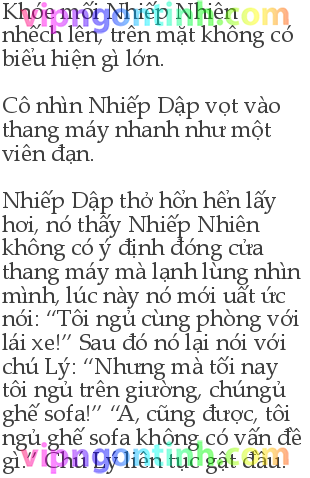 Khóe môi Nhiếp Nhiên
nhếch lên, trên mặt không có
biểu hiện gì lớn.
Cô nhìn Nhiếp Dập vọt vào
thang máy nhanh như một
viên đạn.
Nhiếp Dập thở hổn hển lấy
hơi, nó thấy Nhiếp Nhiên
không có ý định đóng cửa
thang máy mà lạnh lùng nhìn
mình, lúc này nó mới uất ức
nói: “Tôi ngủ cùng phòng với
lái xe!” Sau đó nó lại nói với
chú Lý: “Nhưng mà tối nay
tôi ngủ trên giường, chúngủ
ghế sofa!” “A, cũng được, tôi
ngủ ghế sofa không có vấn đề
gì.” Chú Lý liên tục gật đầu.
vipngontinh.com
vipngontinh.com